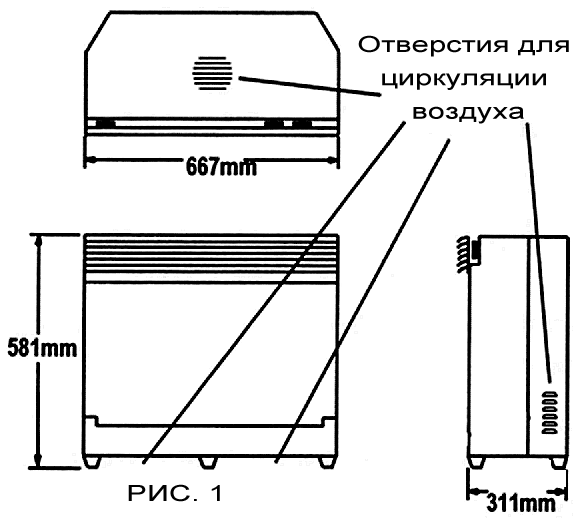 Отверстия для
циркуляции
воздуха
667mm
581mm
РИС. 1
311mm